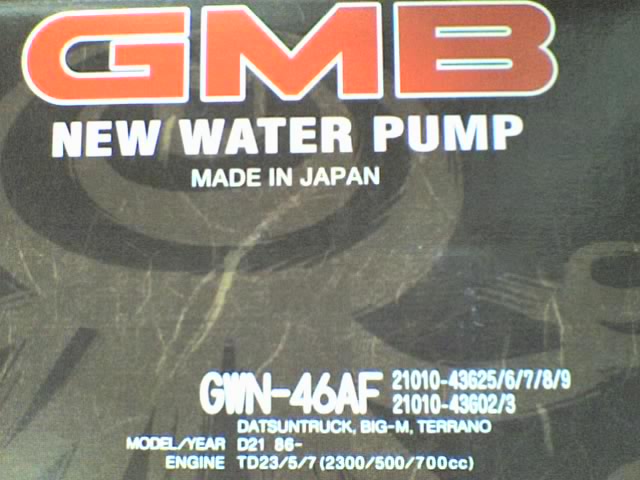 GMB
NEW WATER PUMP
MADE IN JAPAN
GWN-46AF 21010-43625/6/7/8/9
21010-43602/3
DATSUNTRUCK, BIG-M, TERRANO
MODEL/YEAR D21 86-
ENGINE TD23/5/7(2300/500/700cc)